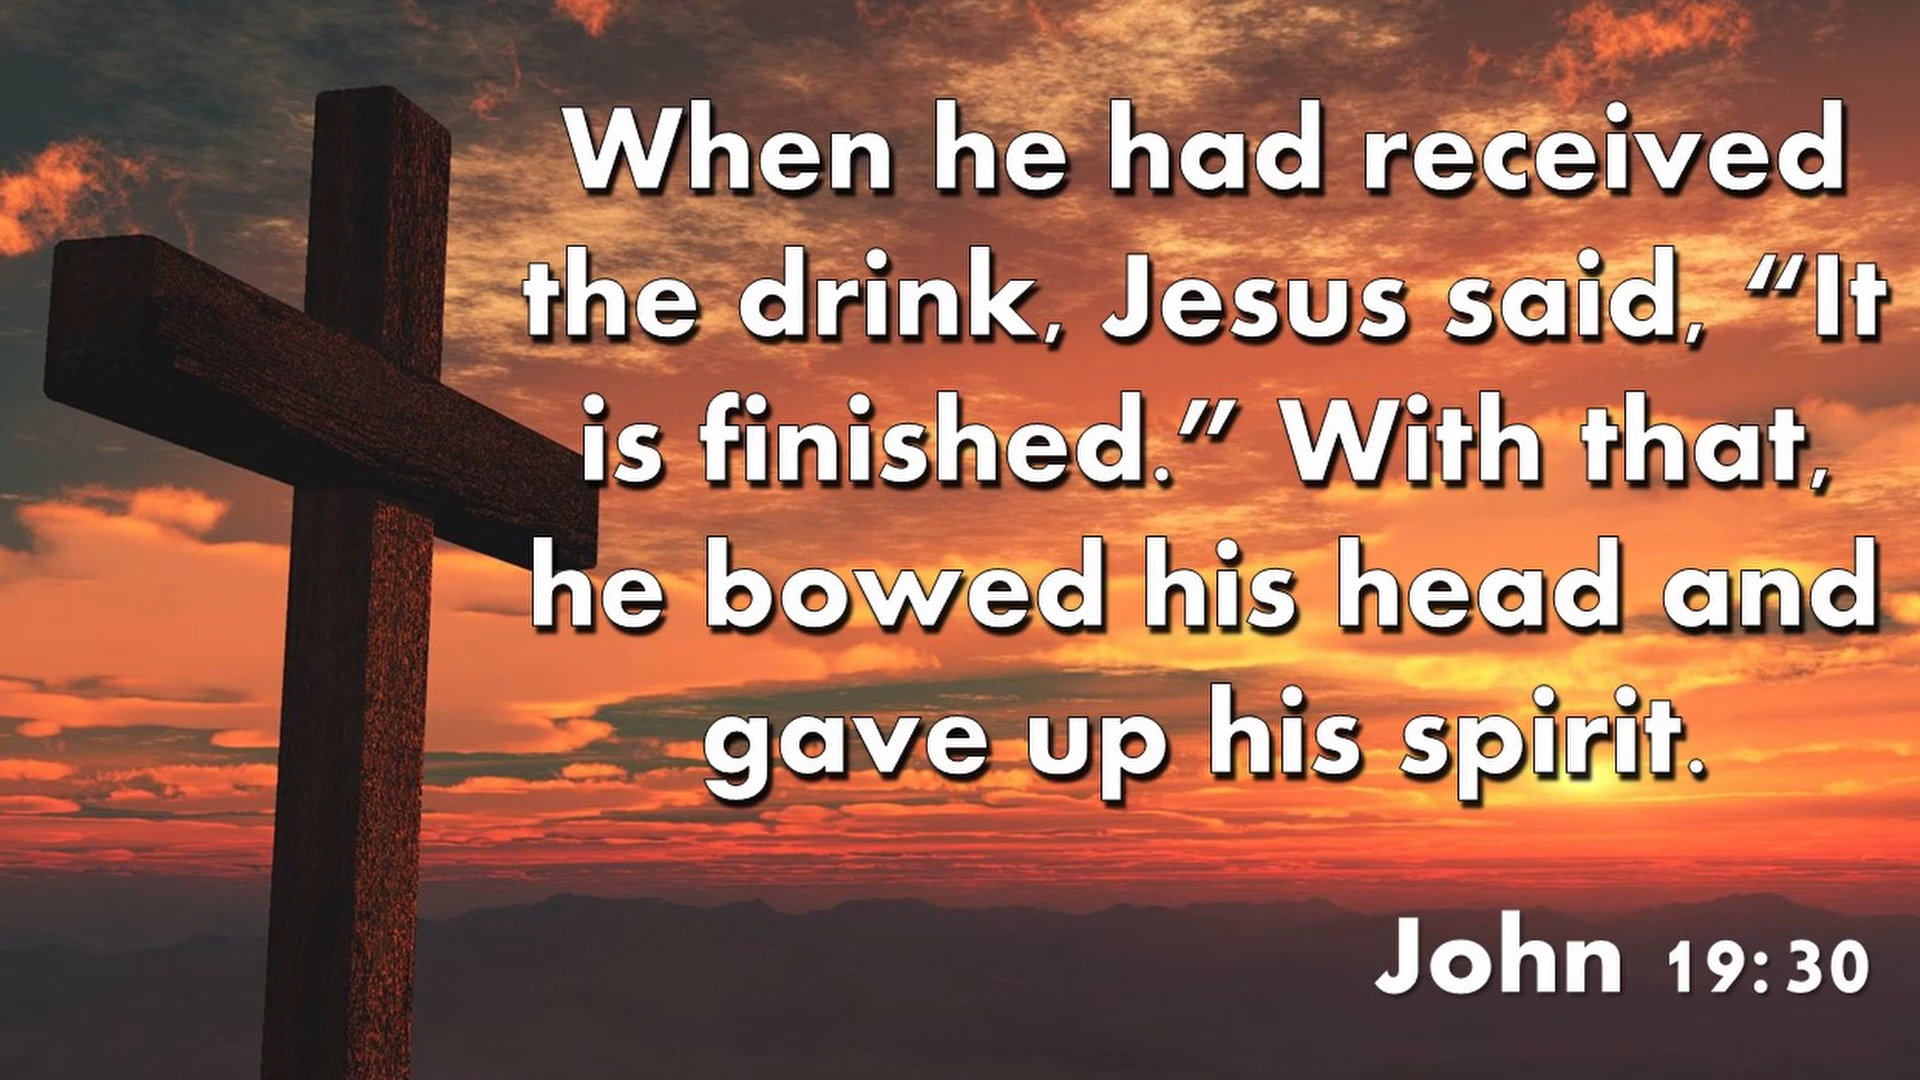 When he had received
the drink, Jesus said, “It
is finished.” With that,
he bowed his head and
gave up his spirit.
John 19:30